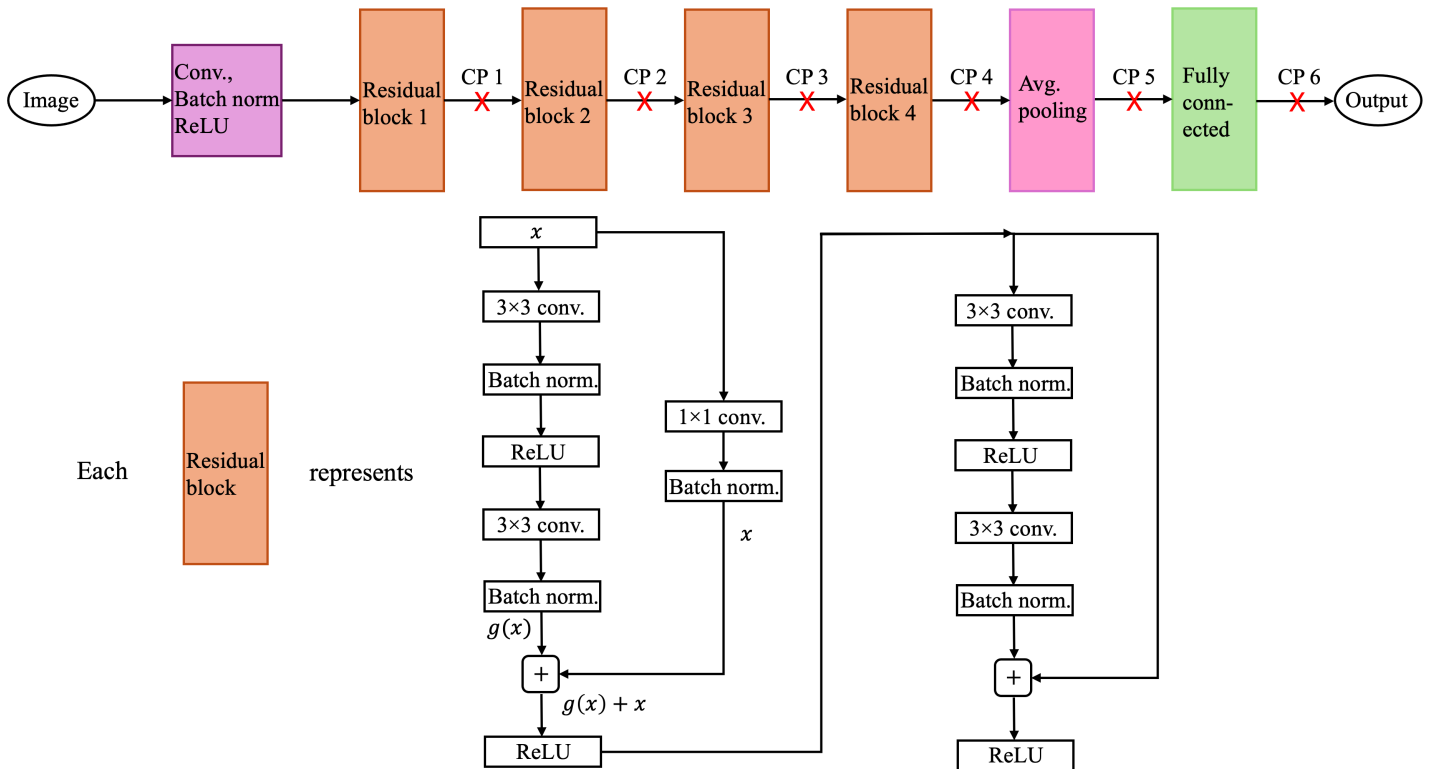 Image
Conv.,
Batch norm
ReLU
Residual
block 1
CP 1
X
Residual
block 2
CP 2
X
Residual
block 3
CP 3
X
Residual
block 4
CP 4
X
Avg.
pooling
CP 5
X
Fully
conn-
ected
CP 6
X
Output
Each
Residual
block
represents
x
3×3 conv.
Batch norm.
ReLU
3×3 conv.
Batch norm.
g(x)
+
g(x) + x
ReLU
1×1 conv.
Batch norm.
x
3×3 conv.
Batch norm.
ReLU
3×3 conv.
Batch norm.
+
ReLU